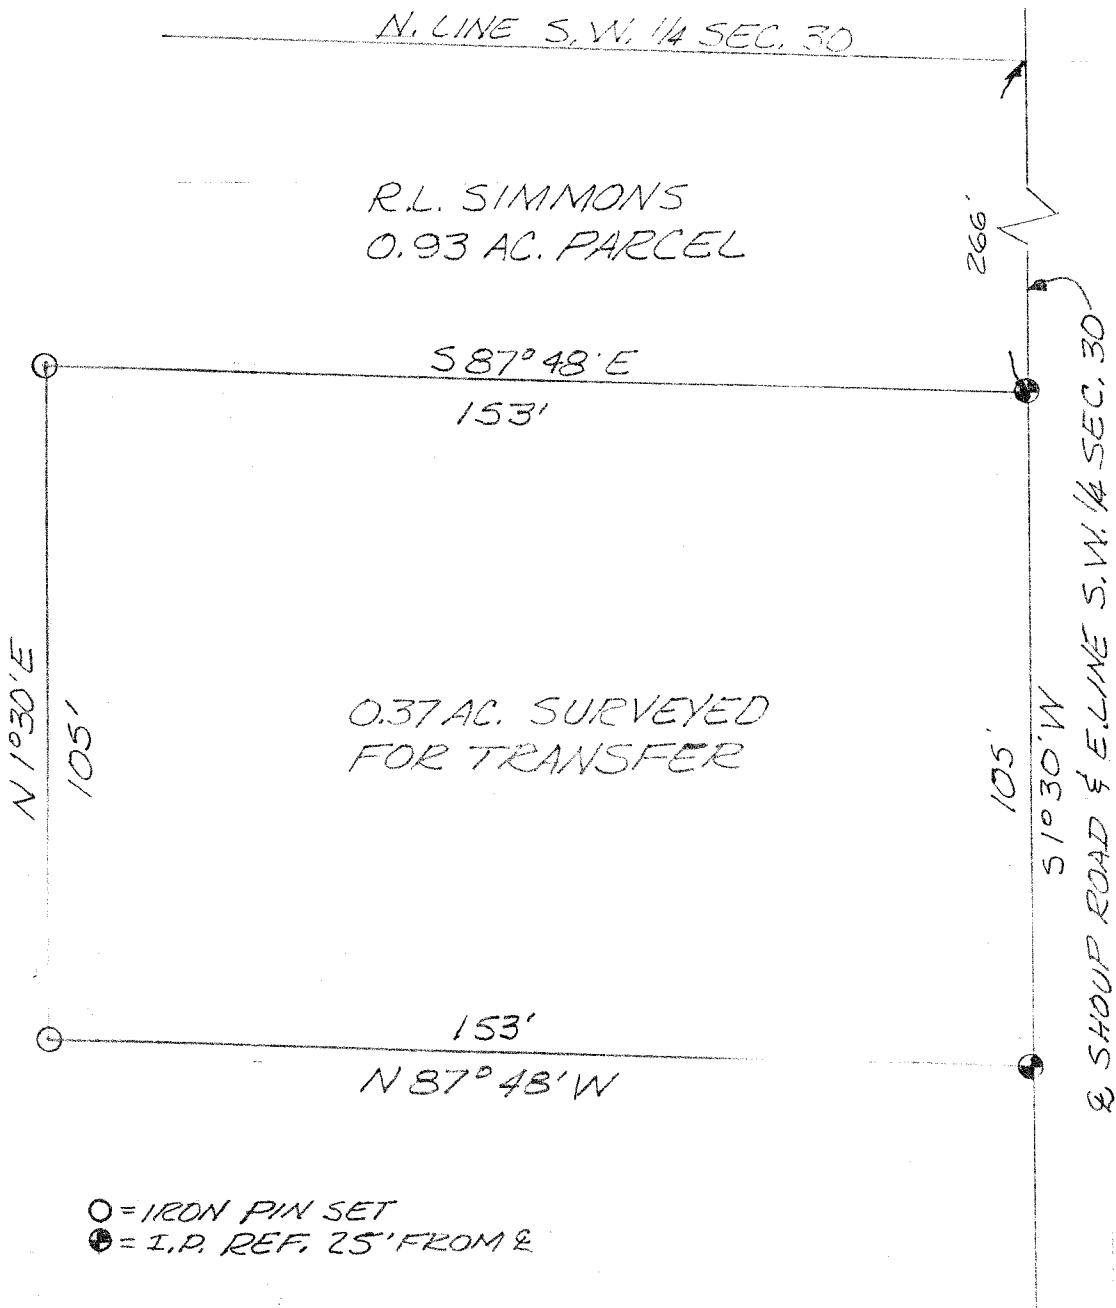 N. LINE S.W. 1/4 SEC. 30
R.L. SIMMONS
0.93 AC. PARCEL
266'
S 87° 48' E
153'
N 1° 30' E
105'
0.37 AC. SURVEYED
FOR TRANSFER
105'
S 1° 30' W
℄ SHOUP ROAD & E. LINE S.W. 1/4 SEC. 30
153'
N 87° 48' W
= IRON PIN SET
= I.P. REF. 25' FROM ℄